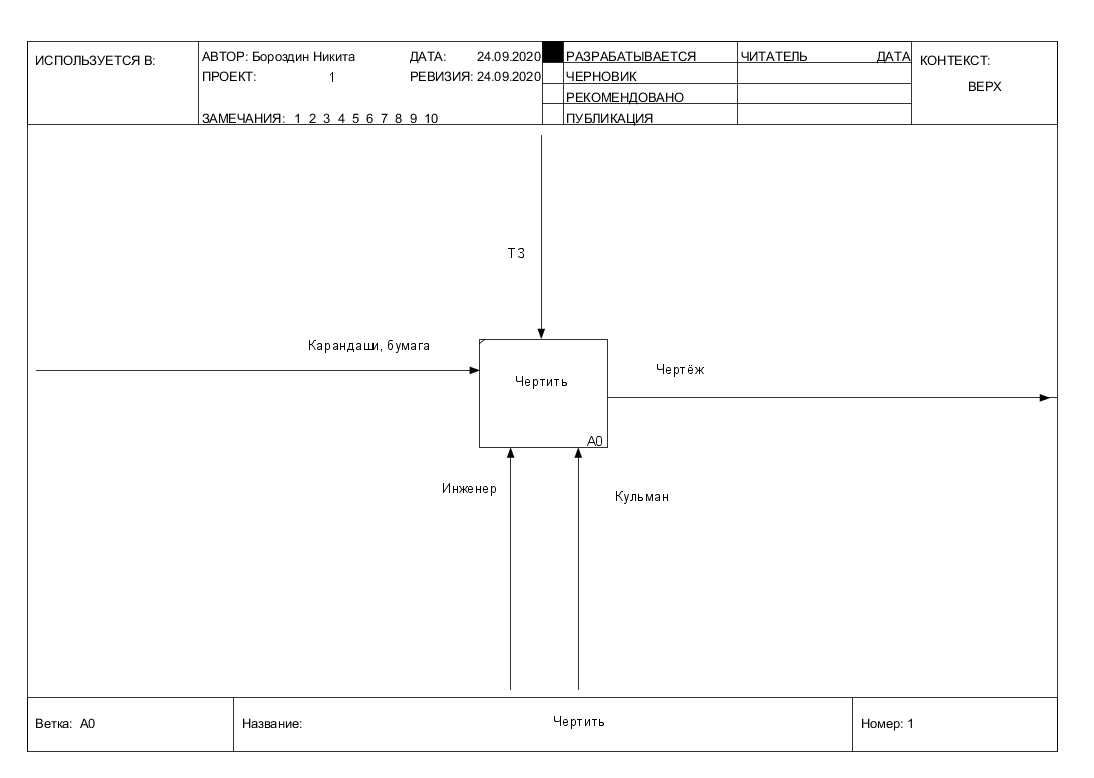 ИСПОЛЬЗУЕТСЯ В:
АВТОР: Бороздин Никита
ДАТА: 24.09.2020
ПРОЕКТ: 1
РЕВИЗИЯ: 24.09.2020
ЗАМЕЧАНИЯ: 1 2 3 4 5 6 7 8 9 10
РАЗРАБАТЫВАЕТСЯ
ЧЕРНОВИК
РЕКОМЕНДОВАНО
ПУБЛИКАЦИЯ
ЧИТАТЕЛЬ ДАТА
КОНТЕКСТ:
ВЕРХ
ТЗ
Карандаши, бумага
Чертить
A0
Чертёж
Инженер
Кульман
Ветка: A0
Название: Чертить
Номер: 1